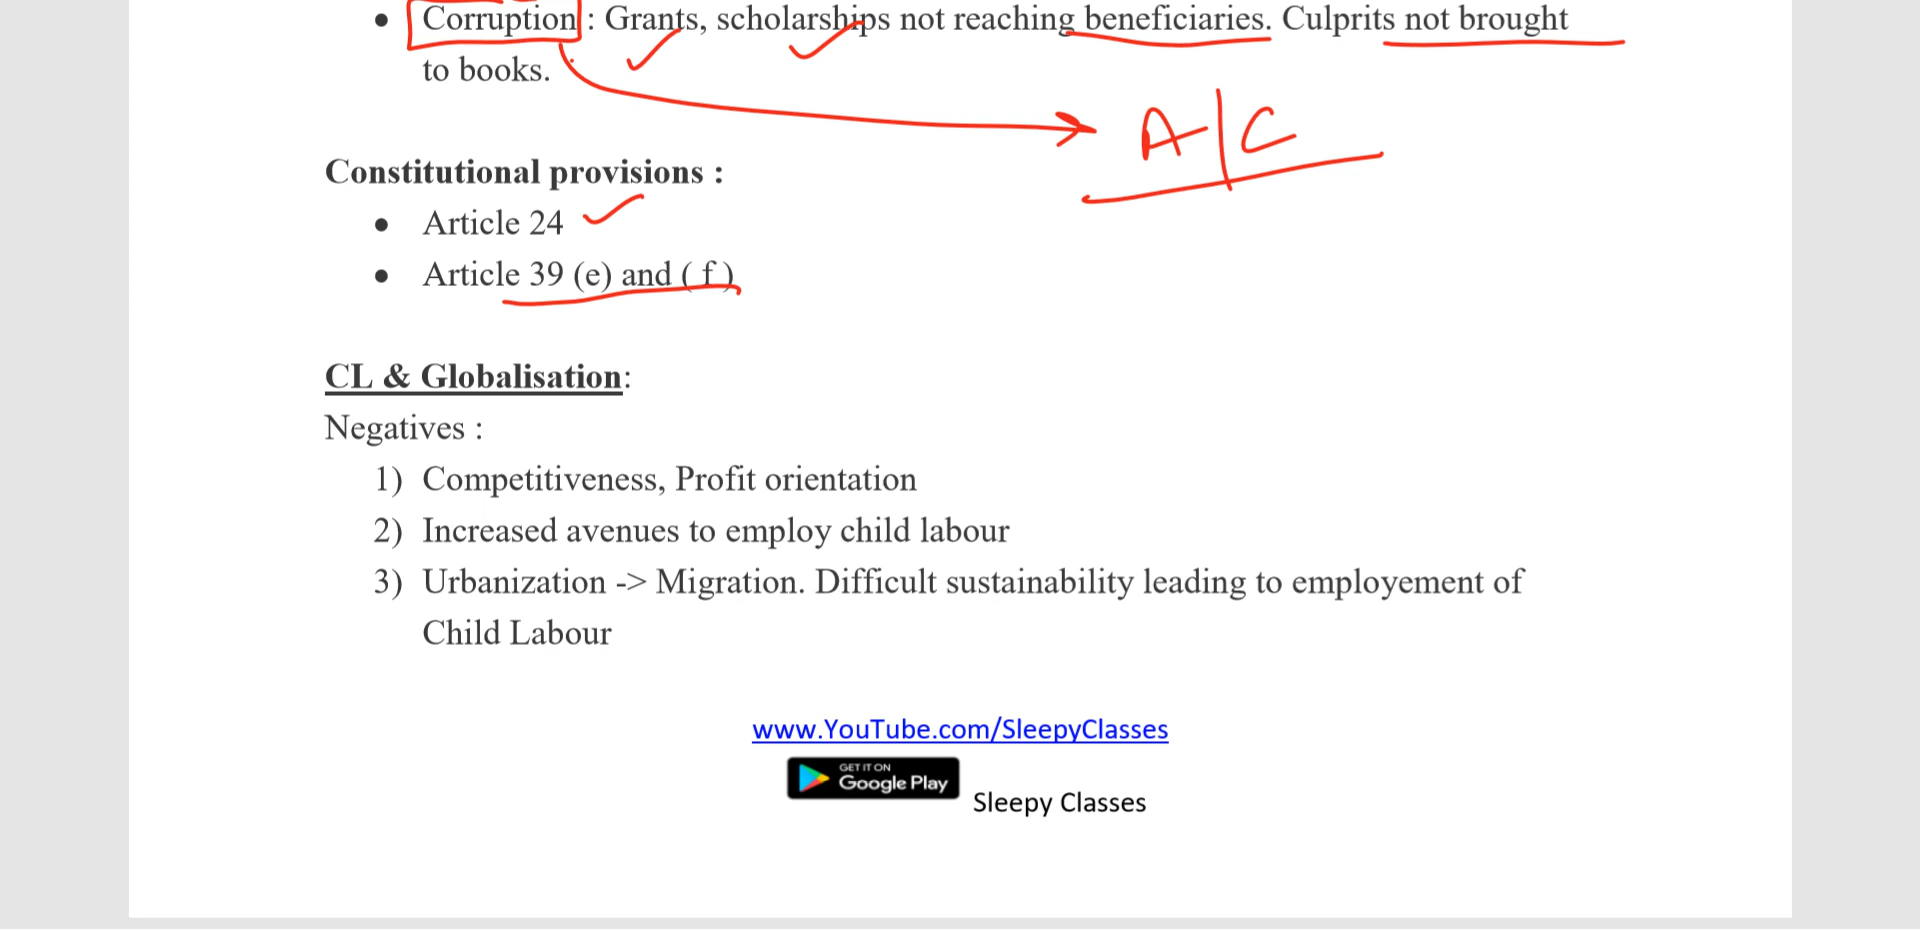 • Corruption : Grants, scholarships not reaching beneficiaries. Culprits not brought
to books.
A/C
Constitutional provisions :
• Article 24
• Article 39 (e) and ( f )
CL & Globalisation:
Negatives :
1) Competitiveness, Profit orientation
2) Increased avenues to employ child labour
3) Urbanization -> Migration. Difficult sustainability leading to employement of
Child Labour
www.YouTube.com/SleepyClasses
GET IT ON
Google Play
Sleepy Classes